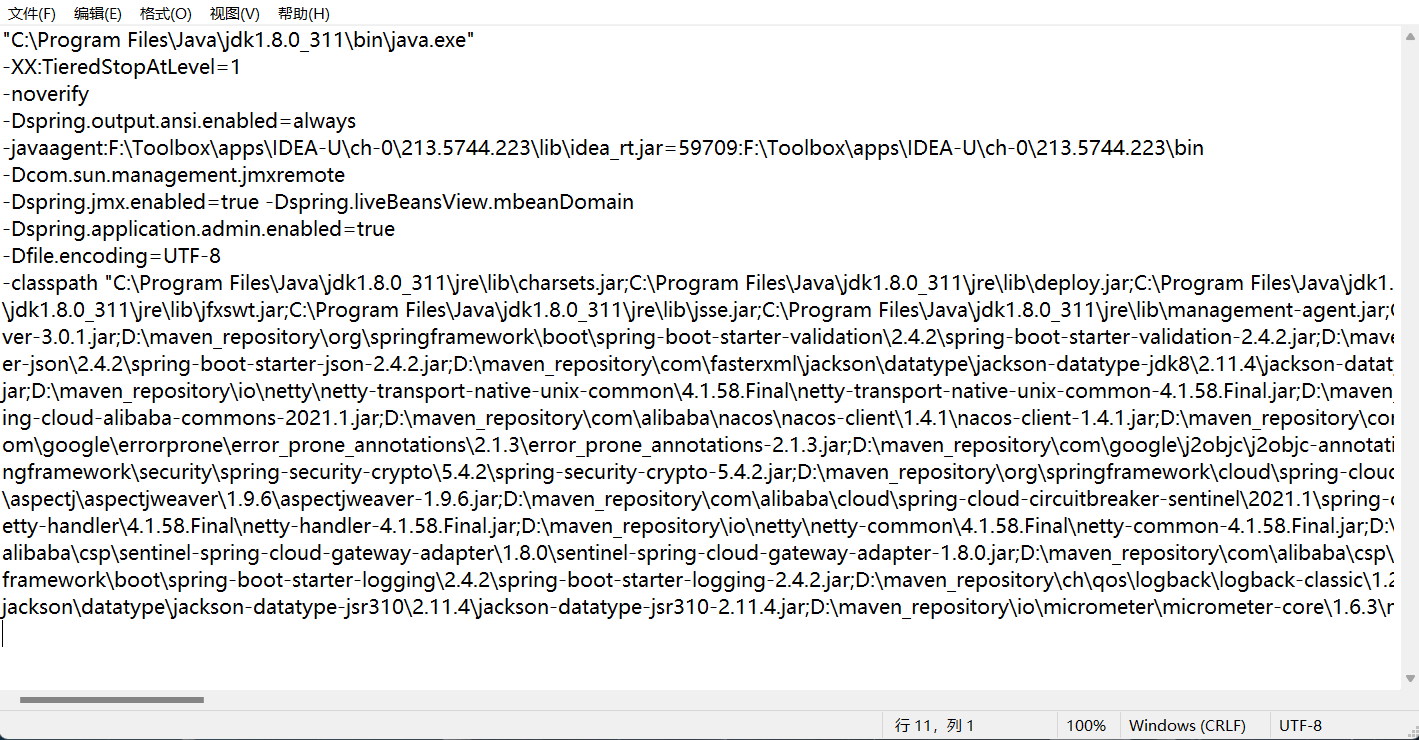 文件(F) 编辑(E) 格式(O) 视图(V) 帮助(H)
"C:\Program Files\Java\jdk1.8.0_311\bin\java.exe"
-XX:TieredStopAtLevel=1
-noverify
-Dspring.output.ansi.enabled=always
-javaagent:F:\Toolbox\apps\IDEA-U\ch-0\213.5744.223\lib\idea_rt.jar=59709:F:\Toolbox\apps\IDEA-U\ch-0\213.5744.223\bin
-Dcom.sun.management.jmxremote
-Dspring.jmx.enabled=true -Dspring.liveBeansView.mbeanDomain
-Dspring.application.admin.enabled=true
-Dfile.encoding=UTF-8
-classpath "C:\Program Files\Java\jdk1.8.0_311\jre\lib\charsets.jar;C:\Program Files\Java\jdk1.8.0_311\jre\lib\deploy.jar;C:\Program Files\Java\jdk1.
\jdk1.8.0_311\jre\lib\jfxswt.jar;C:\Program Files\Java\jdk1.8.0_311\jre\lib\jsse.jar;C:\Program Files\Java\jdk1.8.0_311\jre\lib\management-agent.jar;
ver-3.0.1.jar;D:\maven_repository\org\springframework\boot\spring-boot-starter-validation\2.4.2\spring-boot-starter-validation-2.4.2.jar;D:\mave
er-json\2.4.2\spring-boot-starter-json-2.4.2.jar;D:\maven_repository\com\fasterxml\jackson\datatype\jackson-datatype-jdk8\2.11.4\jackson-datat
jar;D:\maven_repository\io\netty\netty-transport-native-unix-common\4.1.58.Final\netty-transport-native-unix-common-4.1.58.Final.jar;D:\maven_
ing-cloud-alibaba-commons-2021.1.jar;D:\maven_repository\com\alibaba\nacos\nacos-client\1.4.1\nacos-client-1.4.1.jar;D:\maven_repository\co
om\google\errorprone\error_prone_annotations\2.1.3\error_prone_annotations-2.1.3.jar;D:\maven_repository\com\google\j2objc\j2objc-annotati
ngframework\security\spring-security-crypto\5.4.2\spring-security-crypto-5.4.2.jar;D:\maven_repository\org\springframework\cloud\spring-clou
\aspectj\aspectjweaver\1.9.6\aspectjweaver-1.9.6.jar;D:\maven_repository\com\alibaba\cloud\spring-cloud-circuitbreaker-sentinel\2021.1\spring-
etty-handler\4.1.58.Final\netty-handler-4.1.58.Final.jar;D:\maven_repository\io\netty\netty-common\4.1.58.Final\netty-common-4.1.58.Final.jar;D:\
alibaba\csp\sentinel-spring-cloud-gateway-adapter\1.8.0\sentinel-spring-cloud-gateway-adapter-1.8.0.jar;D:\maven_repository\com\alibaba\csp\
framework\boot\spring-boot-starter-logging\2.4.2\spring-boot-starter-logging-2.4.2.jar;D:\maven_repository\ch\qos\logback\logback-classic\1.2
jackson\datatype\jackson-datatype-jsr310\2.11.4\jackson-datatype-jsr310-2.11.4.jar;D:\maven_repository\io\micrometer\micrometer-core\1.6.3\
行 11，列 1 100% Windows (CRLF) UTF-8